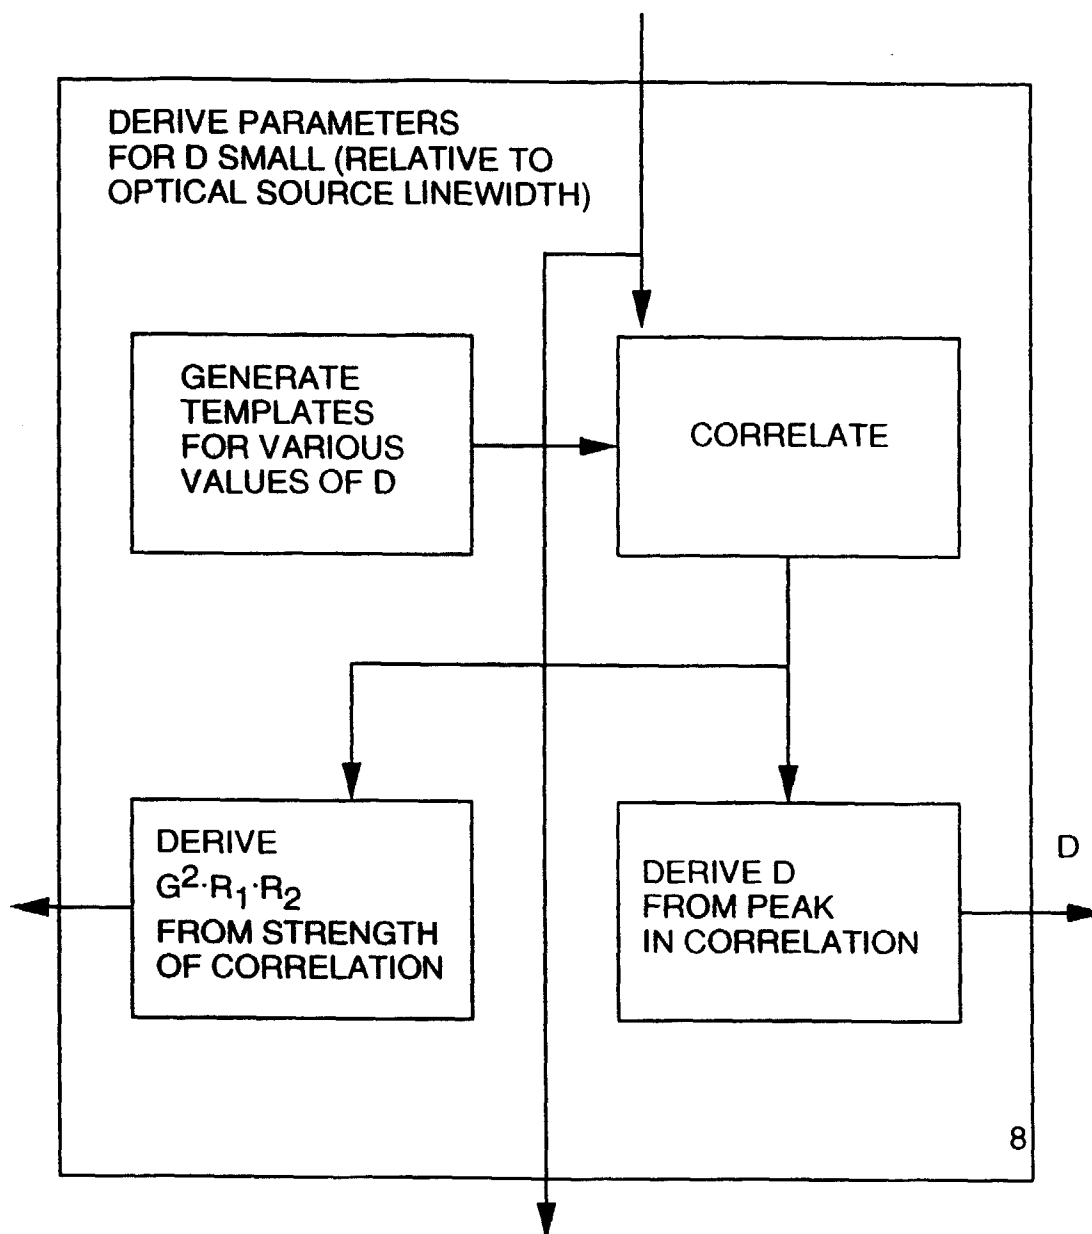 DERIVE PARAMETERS
FOR D SMALL (RELATIVE TO
OPTICAL SOURCE LINEWIDTH)
GENERATE
TEMPLATES
FOR VARIOUS
VALUES OF D
CORRELATE
DERIVE
G²·R₁·R₂
FROM STRENGTH
OF CORRELATION
DERIVE D
FROM PEAK
IN CORRELATION
D
8